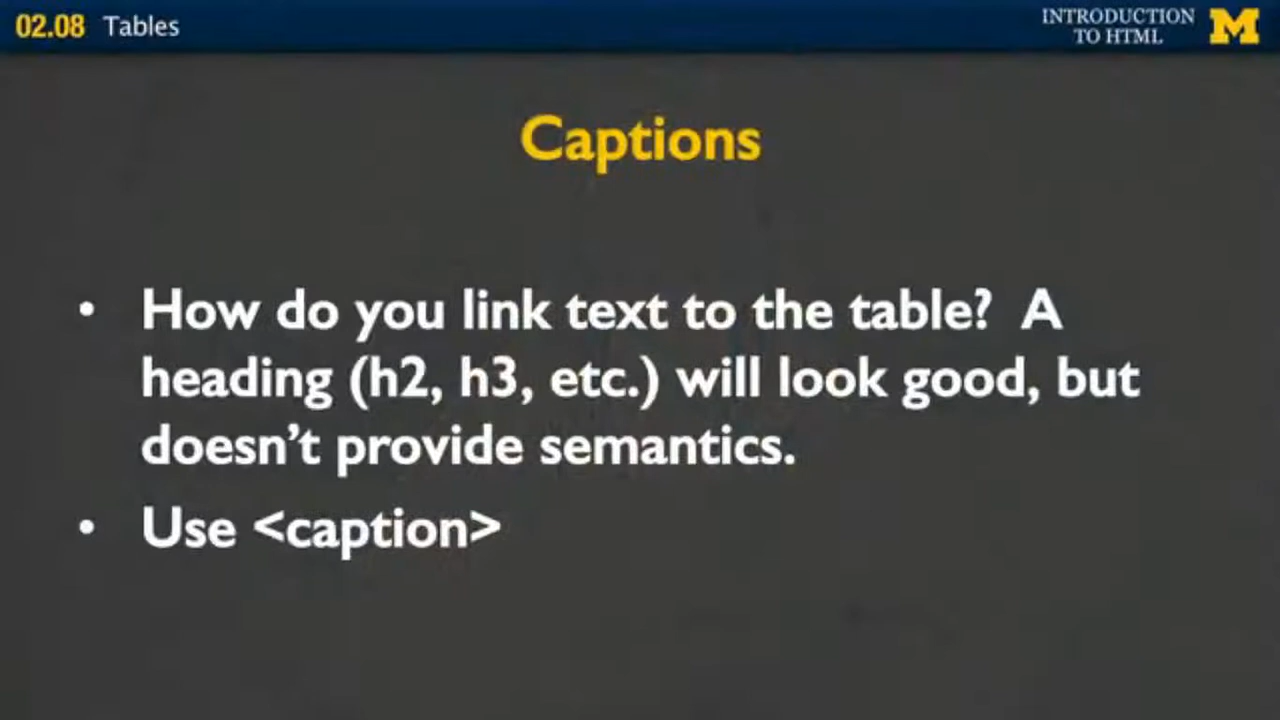 02.08 Tables
INTRODUCTION
TO HTML
M
Captions
• How do you link text to the table? A
heading (h2, h3, etc.) will look good, but
doesn't provide semantics.
• Use <caption>